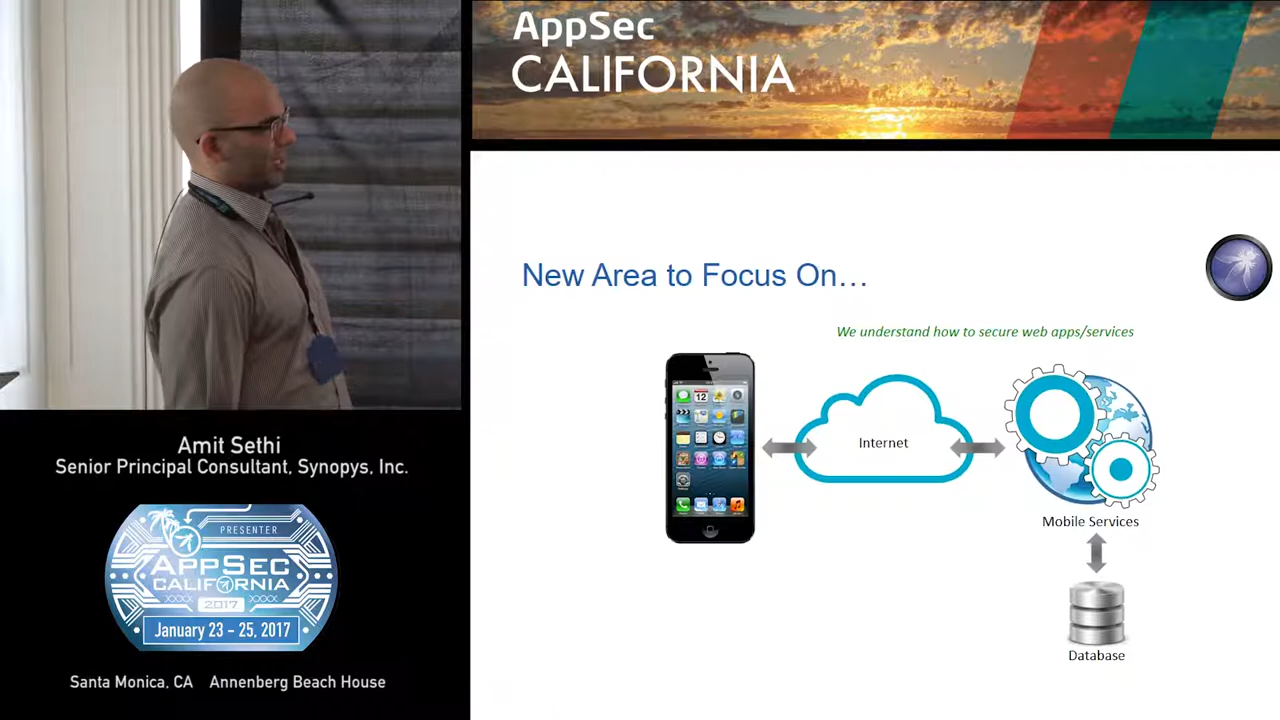 AppSec
CALIFORNIA
New Area to Focus On…
We understand how to secure web apps/services
Internet
Mobile Services
Database
Amit Sethi
Senior Principal Consultant, Synopys, Inc.
PRESENTER
APPSEC
CALIFORNIA
2017
January 23 - 25, 2017
Santa Monica, CA Annenberg Beach House